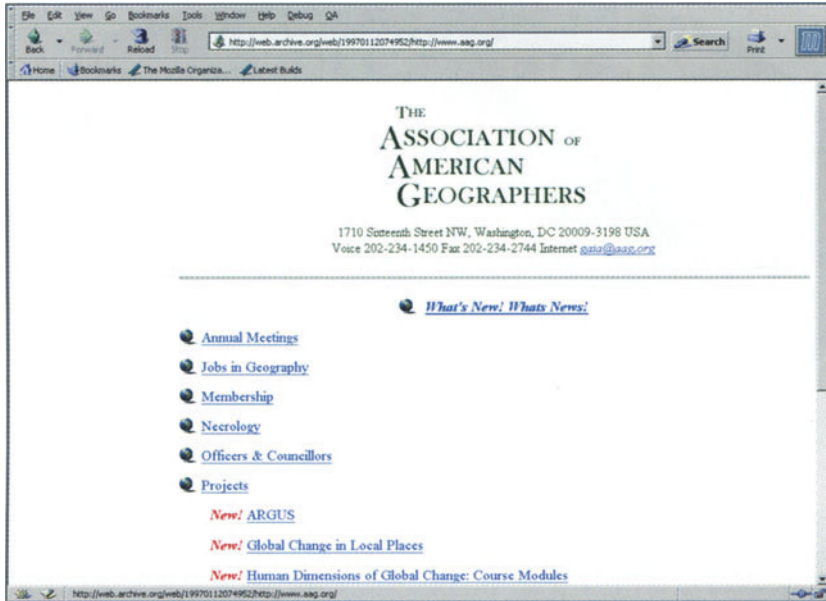 File Edit View Go Bookmarks Tools Window Help Debug QA
Back Forward Reload Stop http://web.archive.org/web/19970112074952/http://www.aag.org/ Search Print
Home Bookmarks The Mozilla Organiza... Latest Builds
THE
ASSOCIATION OF
AMERICAN
GEOGRAPHERS
1710 Sixteenth Street NW, Washington, DC 20009-3198 USA
Voice 202-234-1450 Fax 202-234-2744 Internet gaia@aag.org
What's New! Whats News!
Annual Meetings
Jobs in Geography
Membership
Necrology
Officers & Councillors
Projects
New! ARGUS
New! Global Change in Local Places
New! Human Dimensions of Global Change: Course Modules
http://web.archive.org/web/19970112074952/http://www.aag.org/